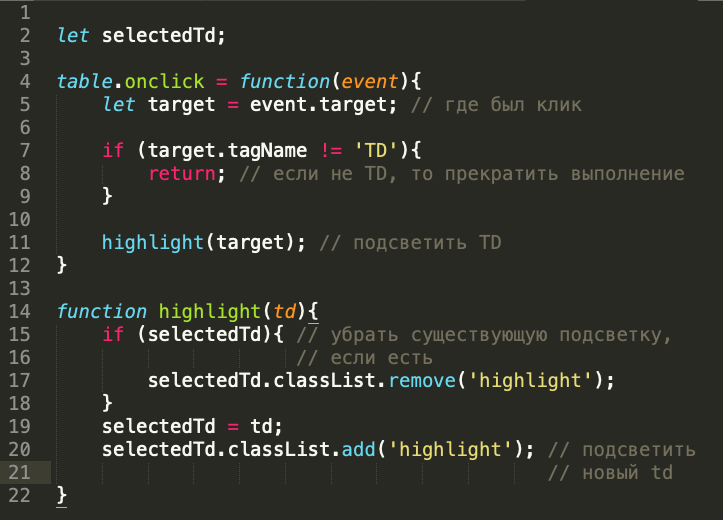 1
2 let selectedTd;
3
4 table.onclick = function(event){
5 let target = event.target; // где был клик
6
7 if (target.tagName != 'TD'){
8 return; // если не TD, то прекратить выполнение
9 }
10
11 highlight(target); // подсветить TD
12 }
13
14 function highlight(td){
15 if (selectedTd){ // убрать существующую подсветку,
16 // если есть
17 selectedTd.classList.remove('highlight');
18 }
19 selectedTd = td;
20 selectedTd.classList.add('highlight'); // подсветить
21 // новый td
22 }